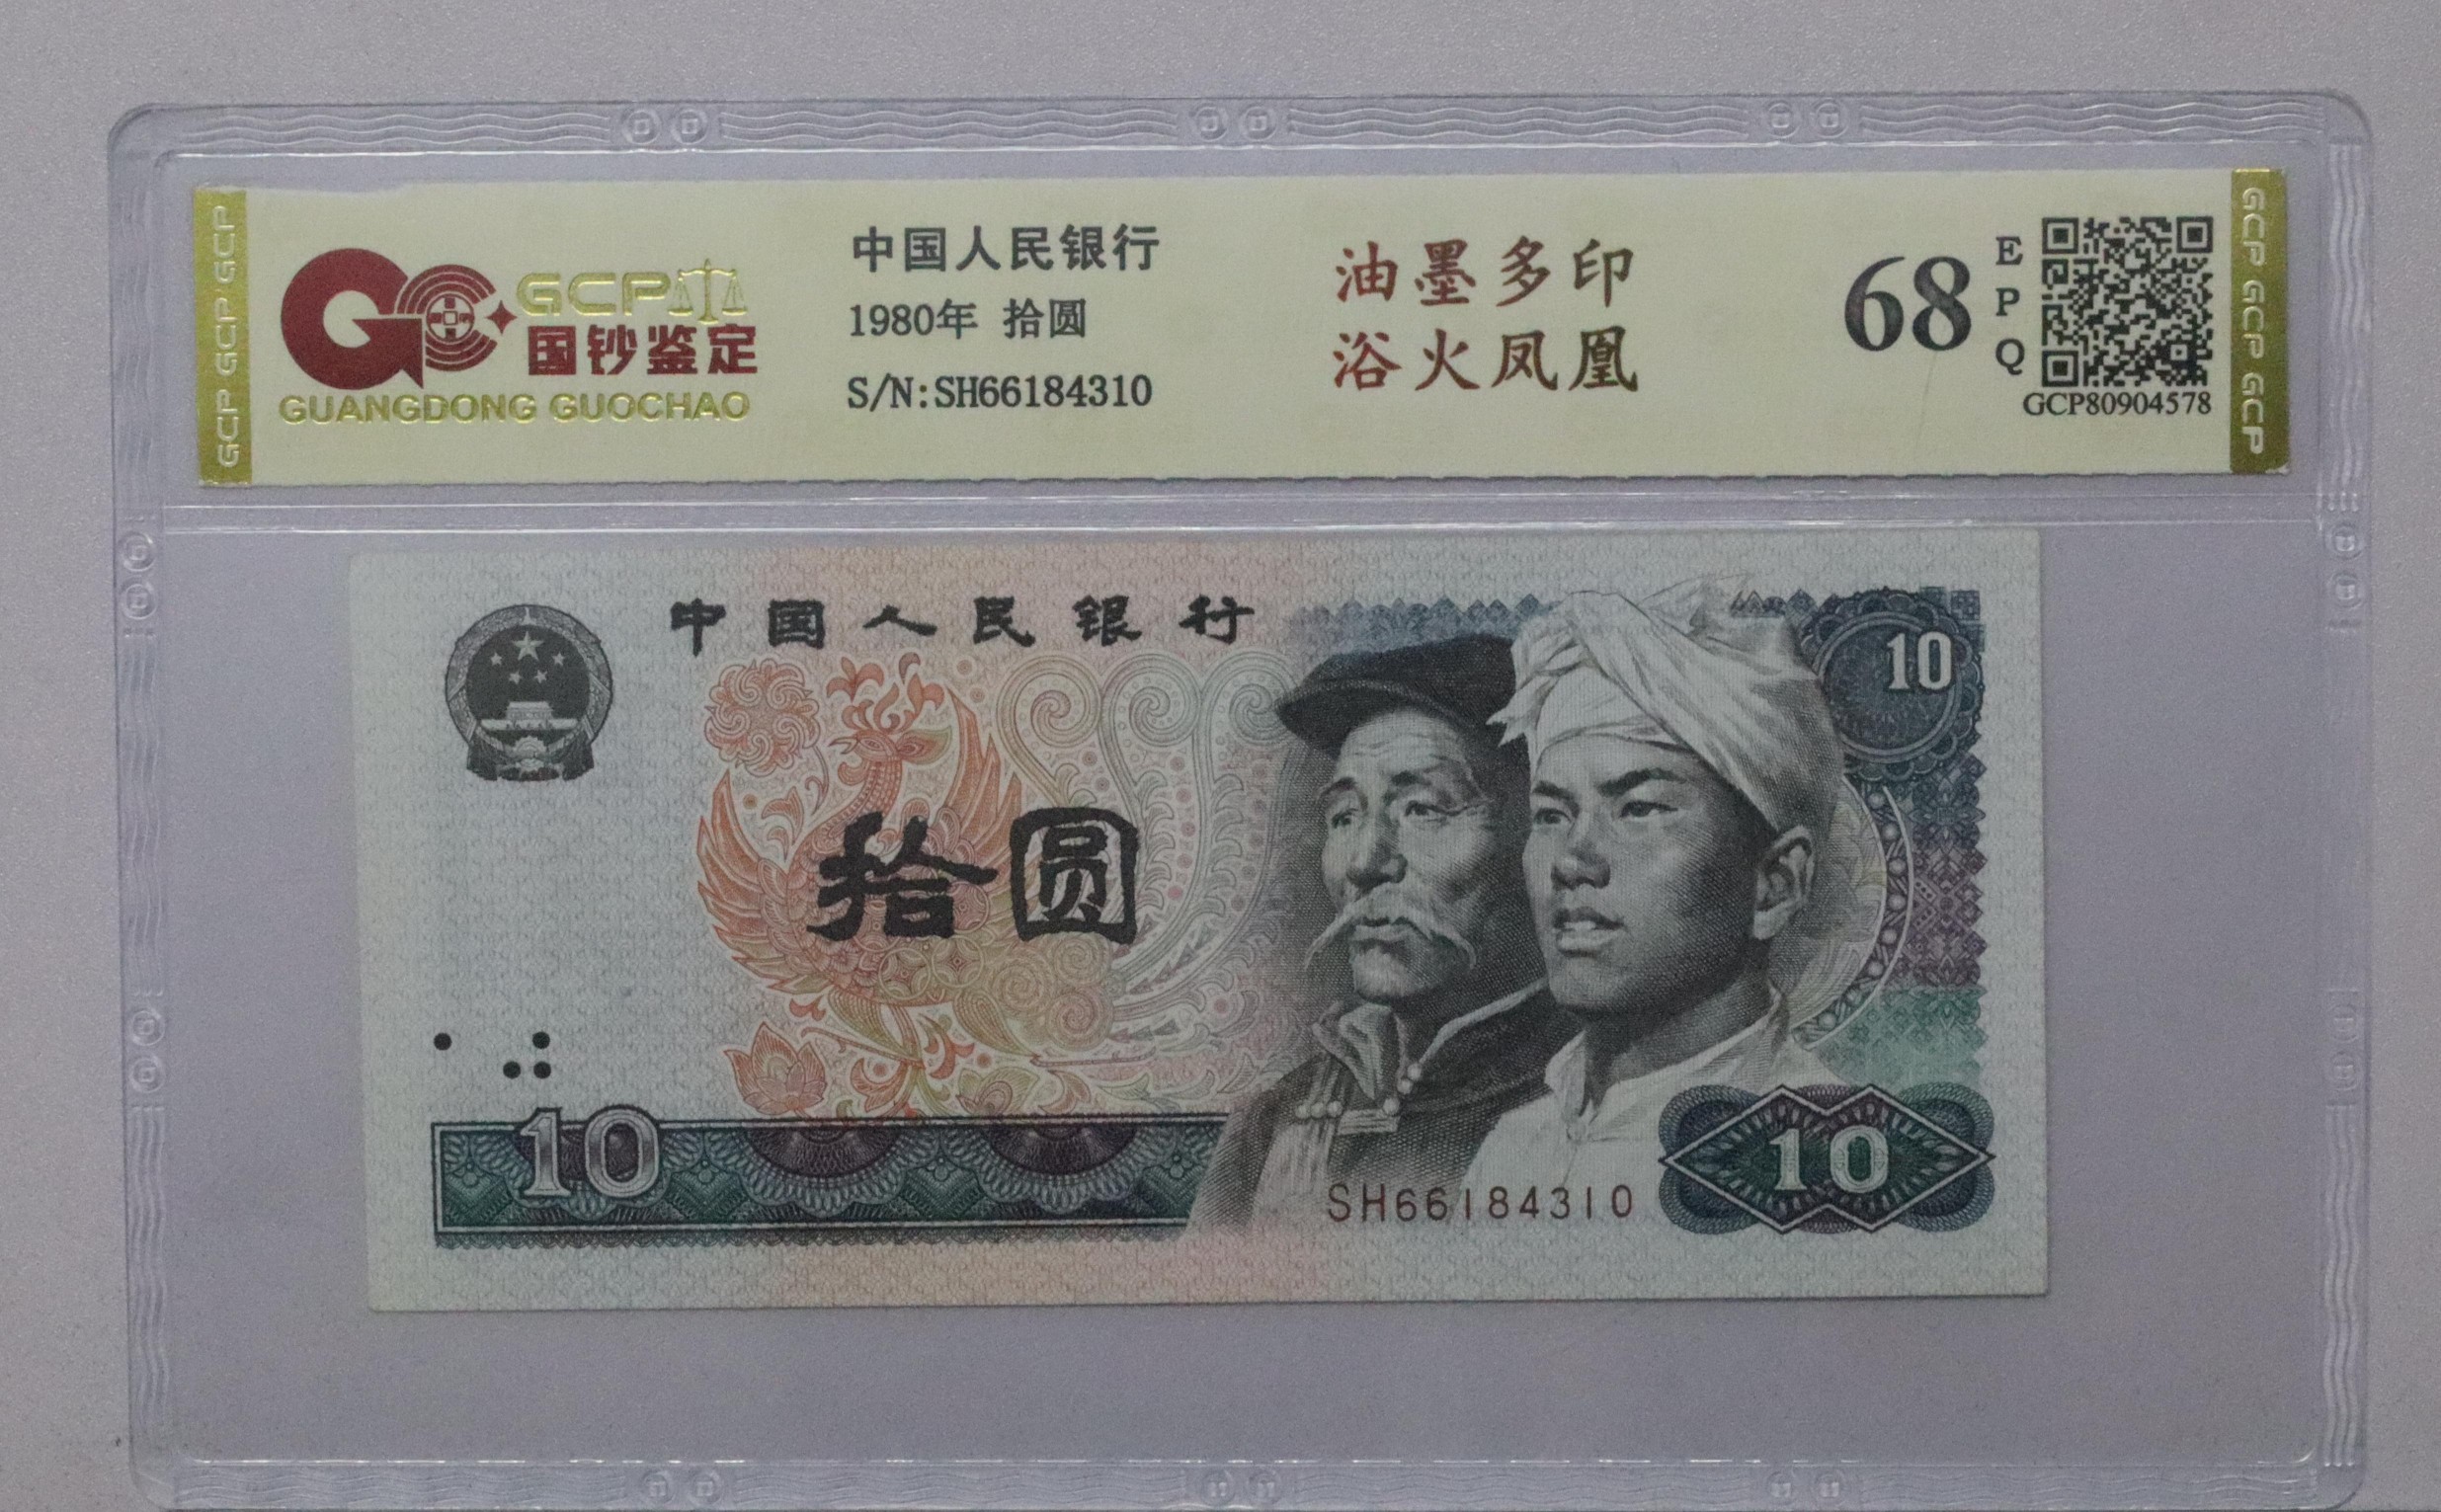 GCP GCP GCP
GCP
国钞鉴定
GUANGDONG GUOCHAO
中国人民银行
1980年 拾圆
S/N:SH66184310
油墨多印
浴火凤凰
68
EPQ
GCP80904578
GCP GCP GCP
中国人民银行
10
拾圆
10
SH66184310
10